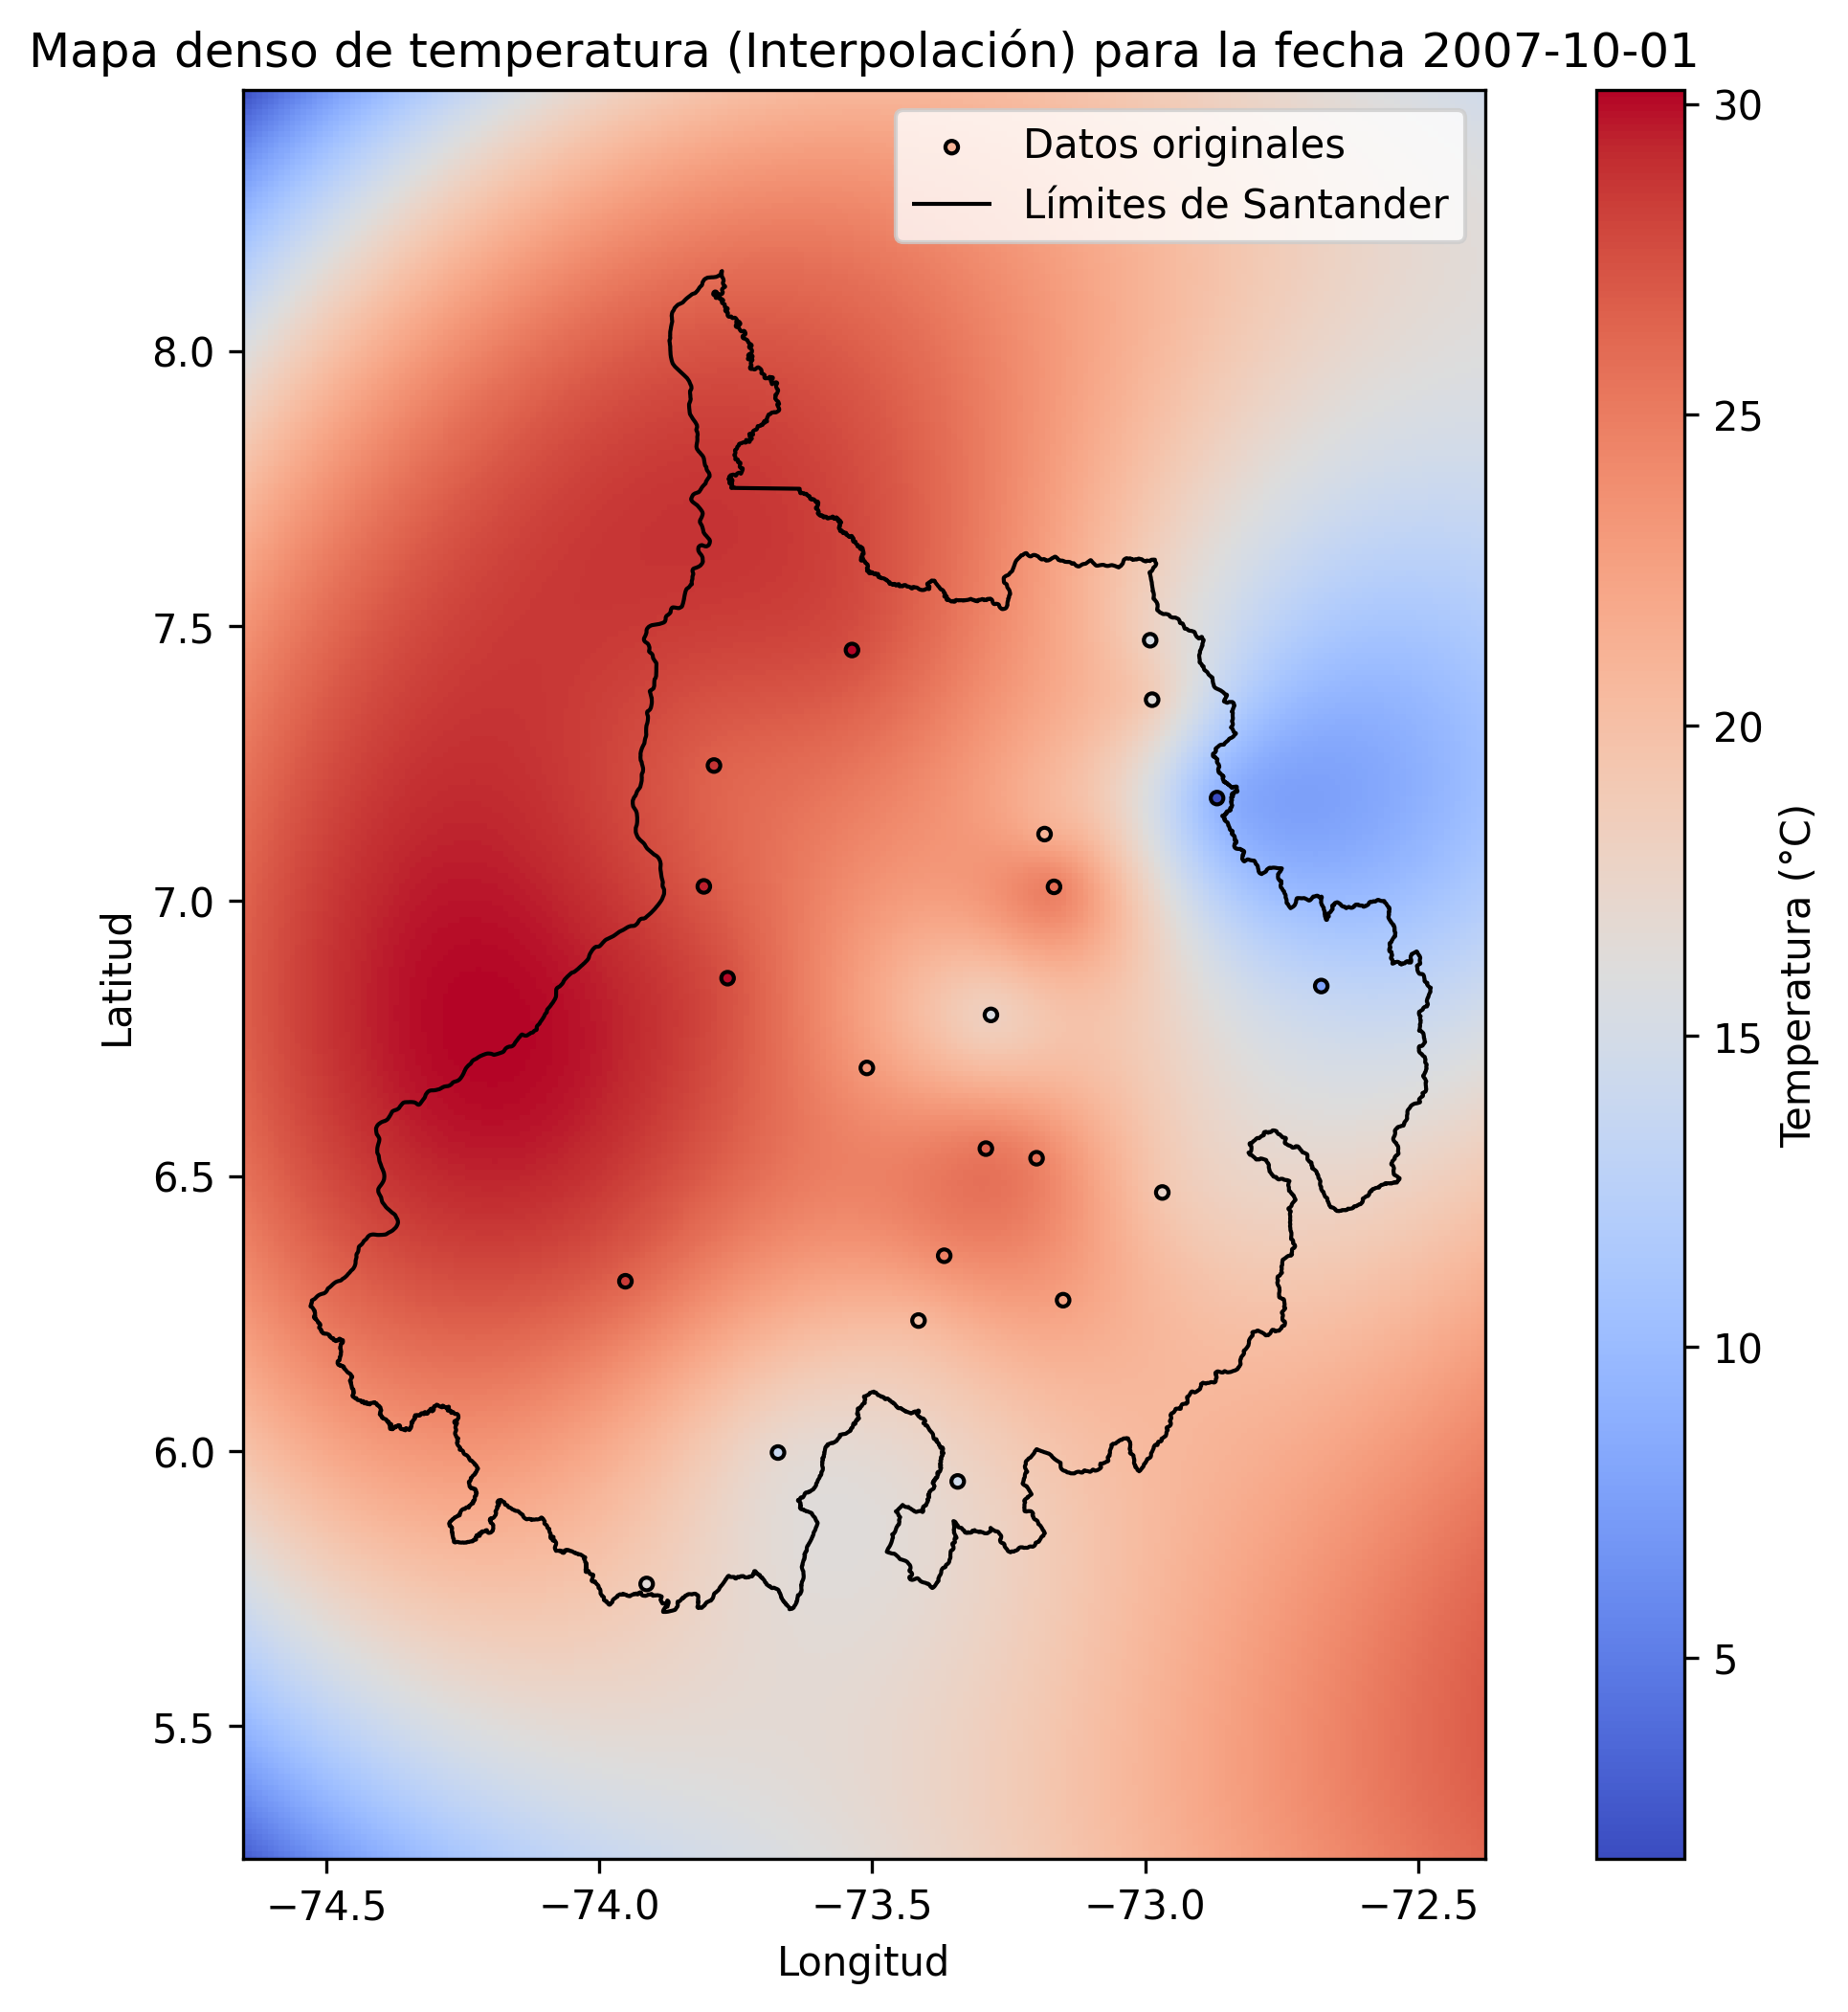 Mapa denso de temperatura (Interpolación) para la fecha 2007-10-01
Datos originales
Límites de Santander
8.0
7.5
7.0
6.5
6.0
5.5
Latitud
−74.5
−74.0
−73.5
−73.0
−72.5
Longitud
30
25
20
15
10
5
Temperatura (°C)